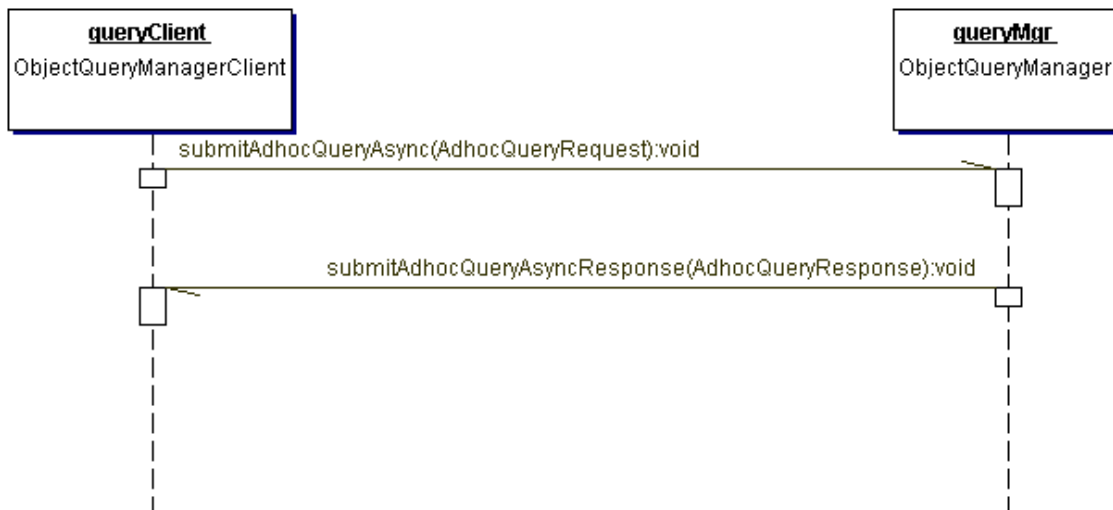 queryClient
ObjectQueryManagerClient
queryMgr
ObjectQueryManager
submitAdhocQueryAsync(AdhocQueryRequest):void
submitAdhocQueryAsyncResponse(AdhocQueryResponse):void